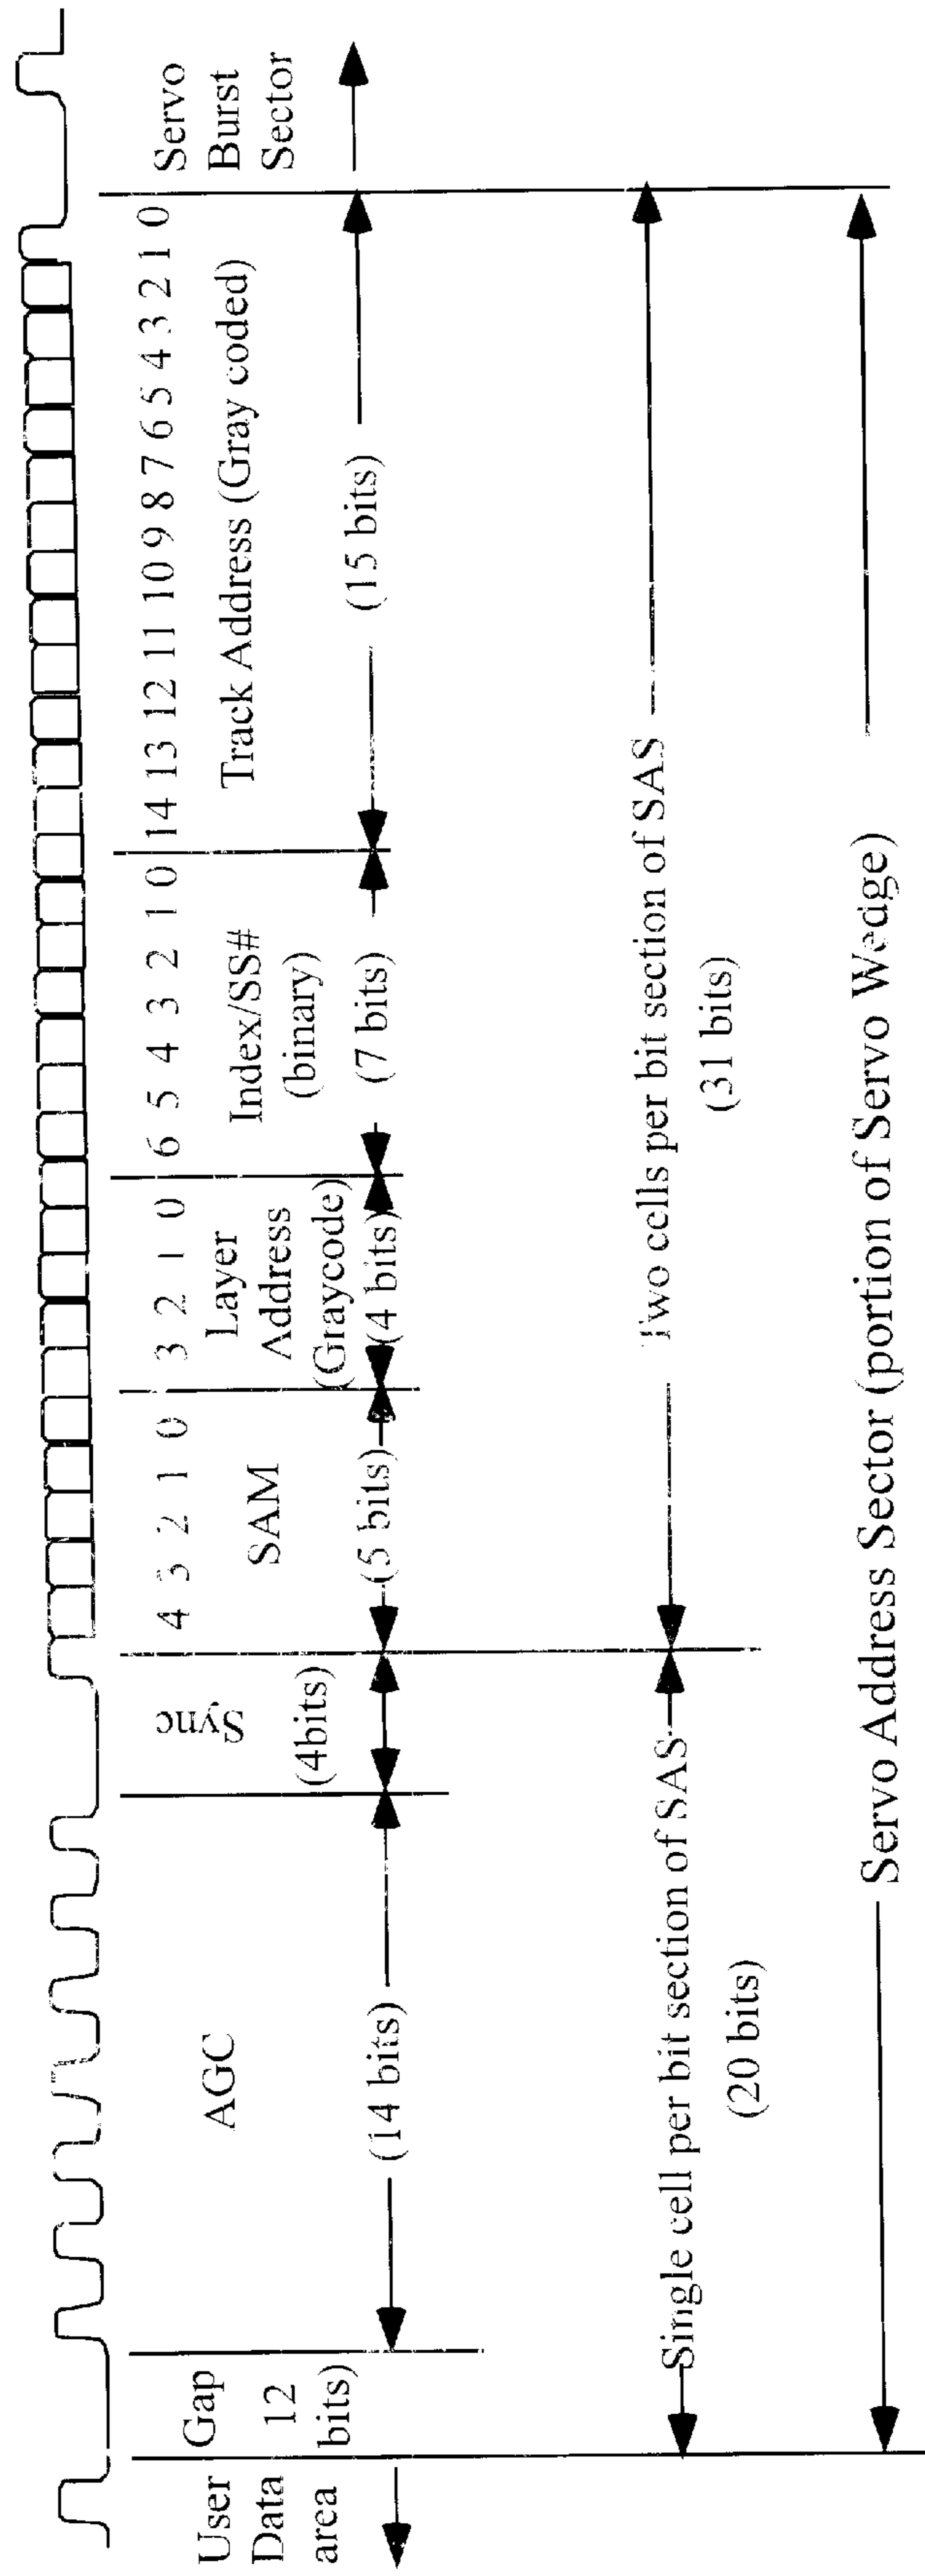 User
Data
area
Gap
12
bits)
AGC
(14 bits)
Sync
(4bits)
4 3 2 1 0
SAM
(5 bits)
3 2 1 0
Layer
Address
(Graycode)
(4 bits)
6 5 4 3 2 1 0
Index/SS#
(binary)
(7 bits)
14 13 12 11 10 9 8 7 6 5 4 3 2 1 0
Track Address (Gray coded)
(15 bits)
Servo
Burst
Sector
Single cell per bit section of SAS
(20 bits)
Two cells per bit section of SAS
(31 bits)
Servo Address Sector (portion of Servo Wedge)